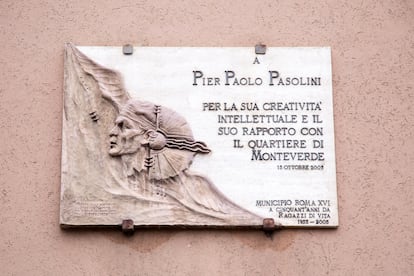 A
PIER PAOLO PASOLINI
PER LA SUA CREATIVITA'
INTELLETTUALE E IL
SUO RAPPORTO CON
IL QUARTIERE DI
MONTEVERDE
15 OTTOBRE 2005
MUNICIPIO ROMA XVI
A CINQUANT'ANNI DA
RAGAZZI DI VITA
1955 - 2005